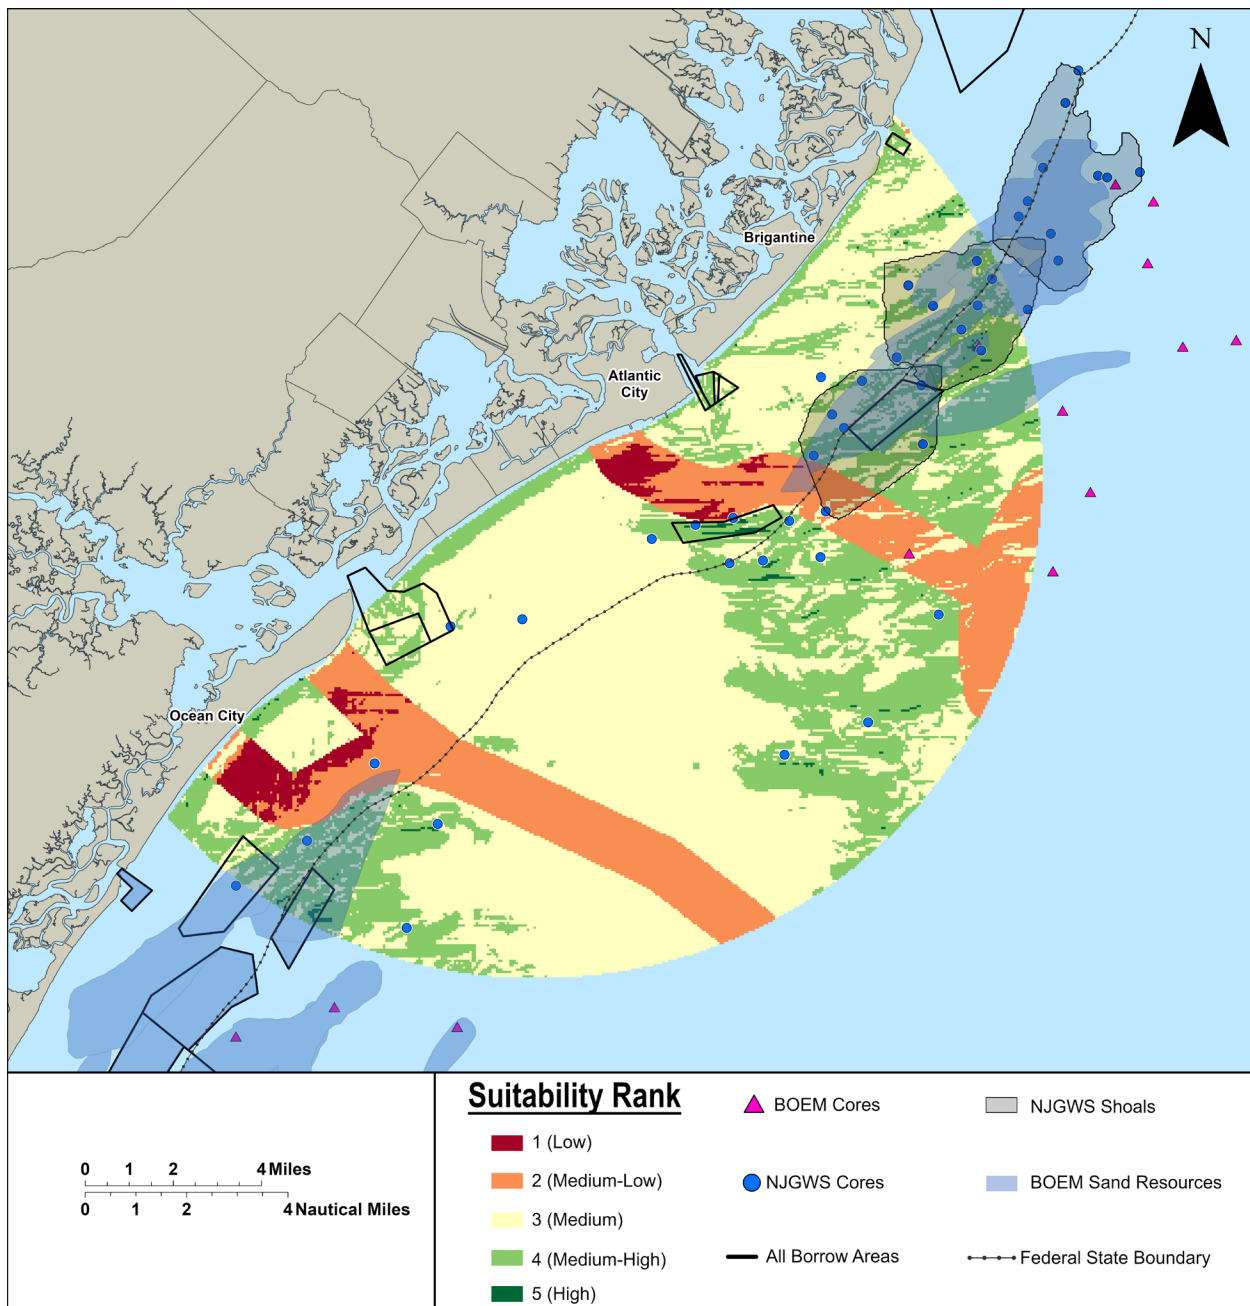 N
Brigantine
Atlantic
City
Ocean City
0 1 2 4 Miles
0 1 2 4 Nautical Miles
Suitability Rank
1 (Low)
2 (Medium-Low)
3 (Medium)
4 (Medium-High)
5 (High)
BOEM Cores
NJGWS Cores
All Borrow Areas
NJGWS Shoals
BOEM Sand Resources
Federal State Boundary